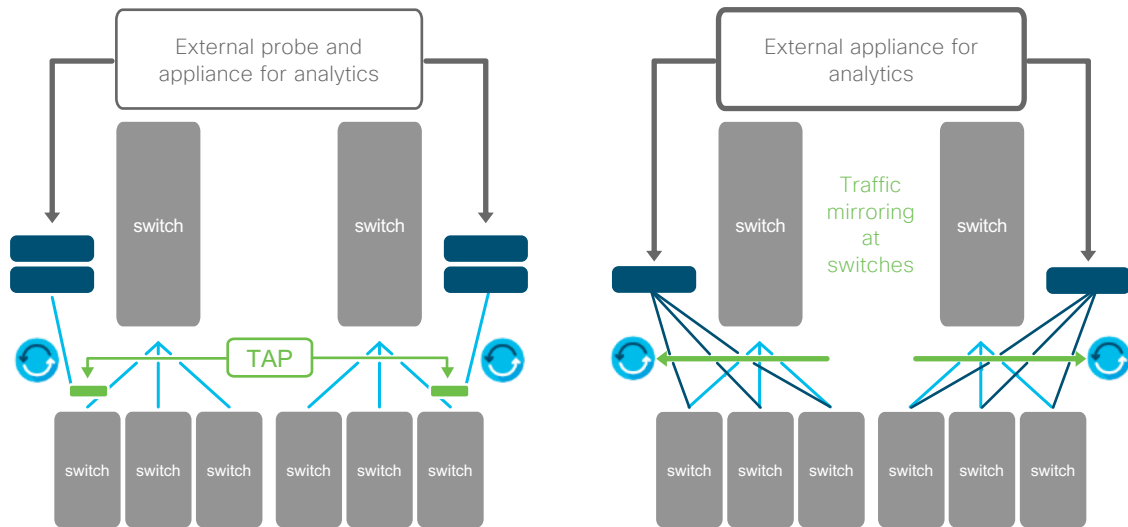 External probe and
appliance for analytics
switch
switch
TAP
switch
switch
switch
switch
switch
switch
External appliance for
analytics
switch
Traffic
mirroring
at
switches
switch
switch
switch
switch
switch
switch
switch